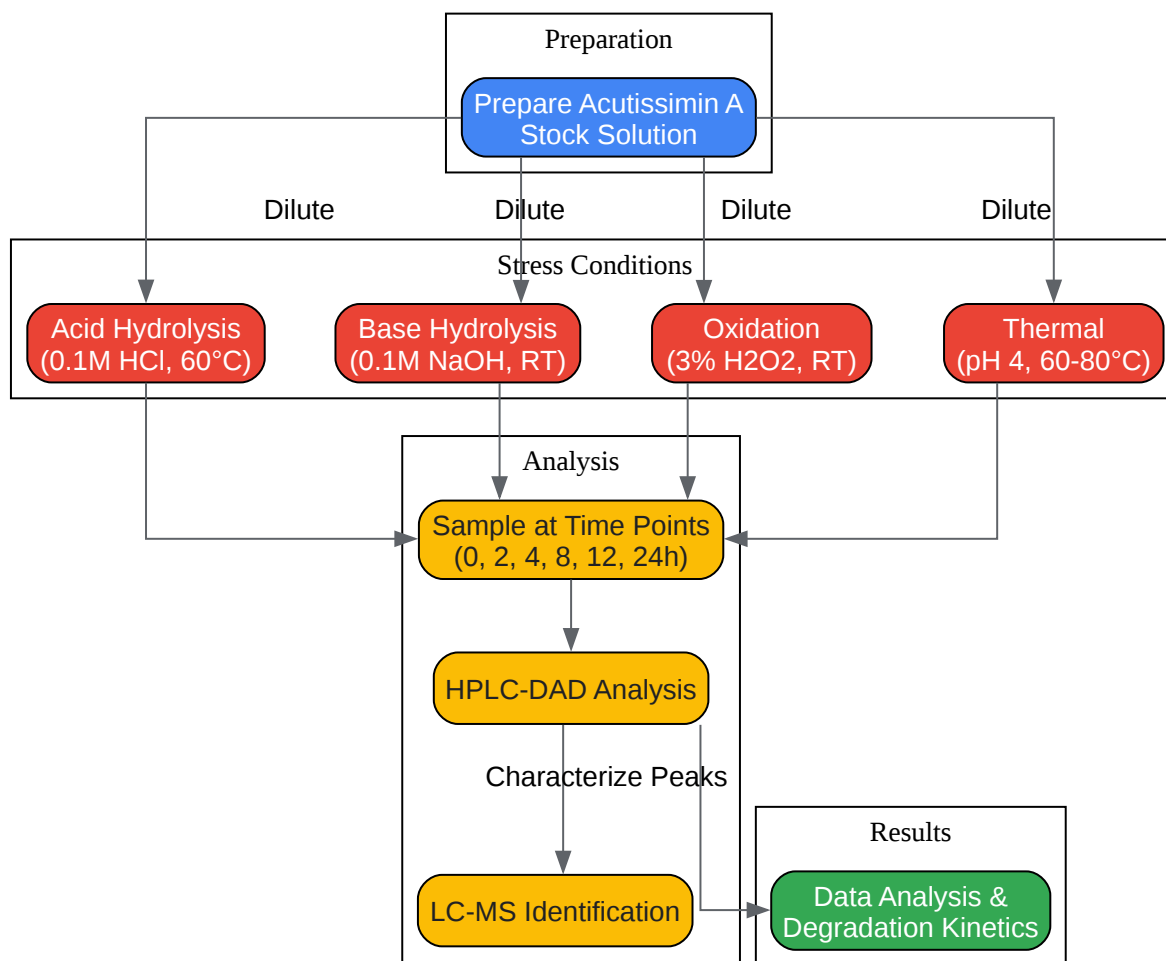 Preparation
Prepare Acutissimin A
Stock Solution
Dilute
Dilute
Dilute
Dilute
Stress Conditions
Acid Hydrolysis
(0.1M HCl, 60°C)
Base Hydrolysis
(0.1M NaOH, RT)
Oxidation
(3% H2O2, RT)
Thermal
(pH 4, 60-80°C)
Analysis
Sample at Time Points
(0, 2, 4, 8, 12, 24h)
HPLC-DAD Analysis
Characterize Peaks
LC-MS Identification
Results
Data Analysis &
Degradation Kinetics